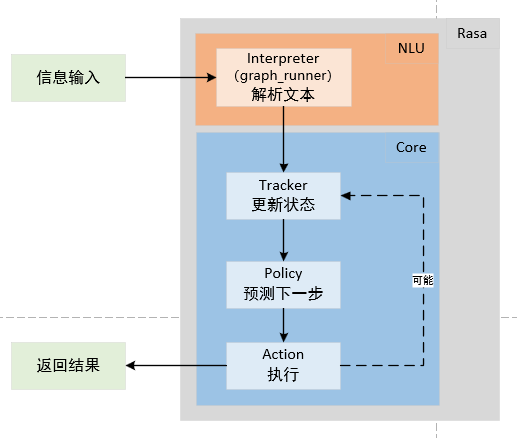 Rasa
NLU
信息输入
Interpreter
（graph_runner）
解析文本
Core
Tracker
更新状态
可能
Policy
预测下一步
返回结果
Action
执行